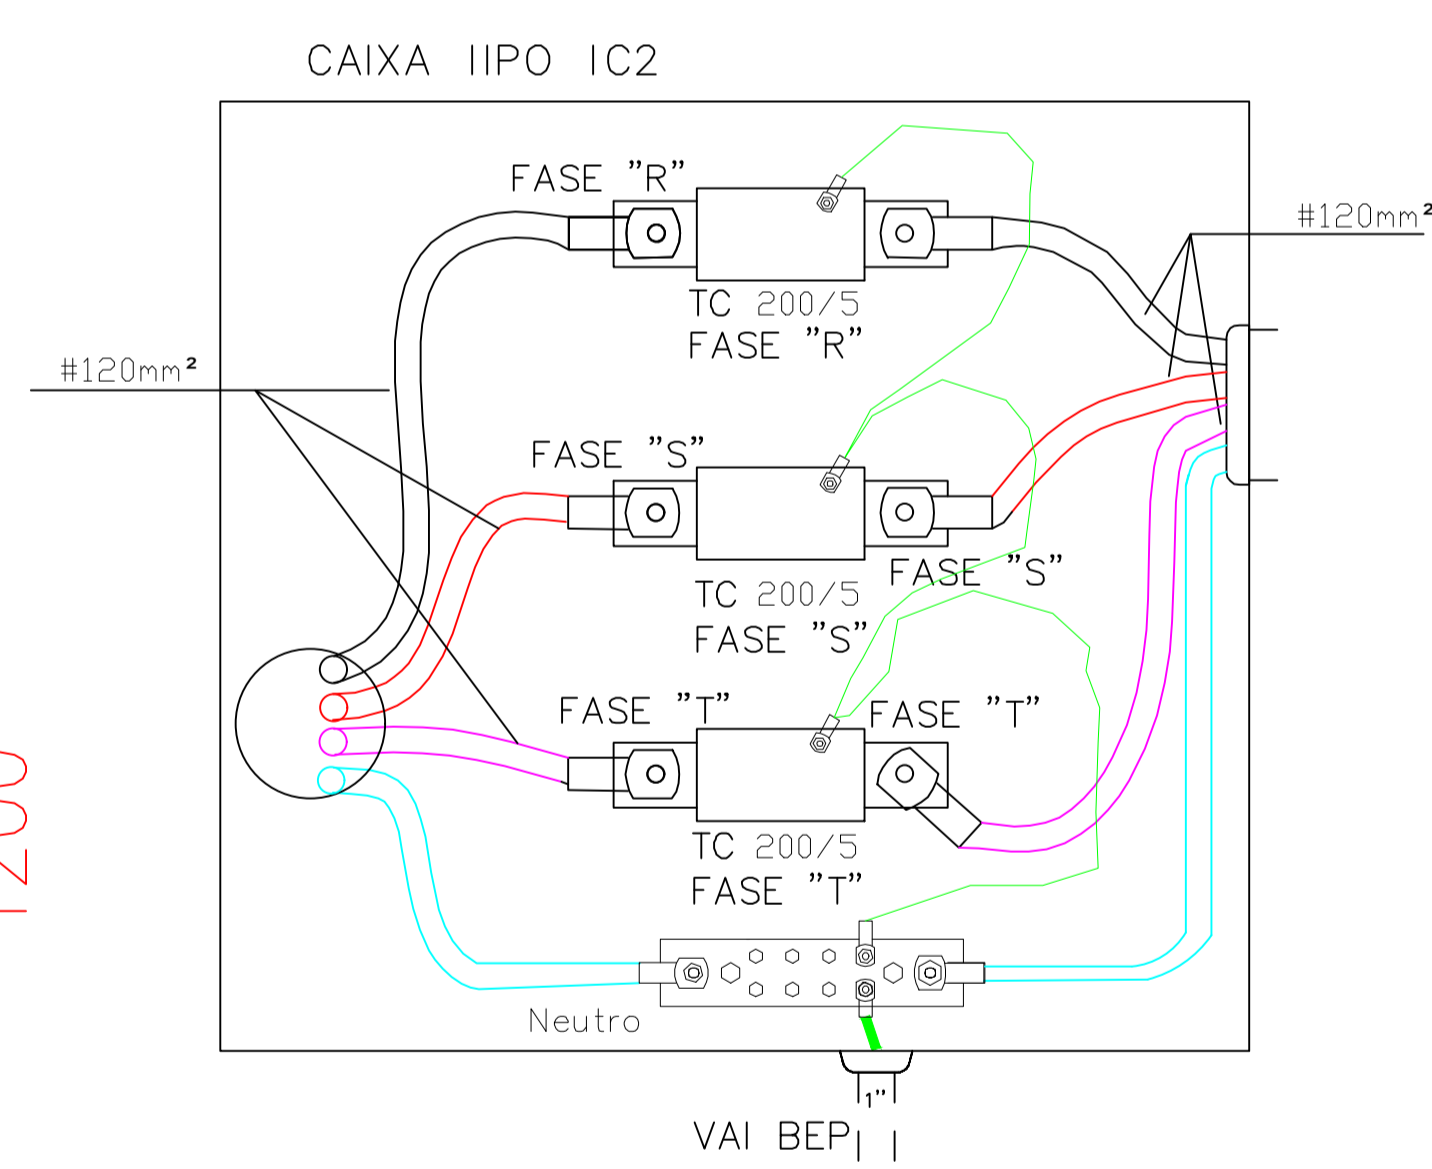 CAIXA IIPO IC2
FASE "R"
#120mm²
TC 200/5
FASE "R"
#120mm²
FASE "S"
FASE "S"
TC 200/5
FASE "S"
FASE "T"
FASE "T"
TC 200/5
FASE "T"
Neutro
1"
VAI BEP